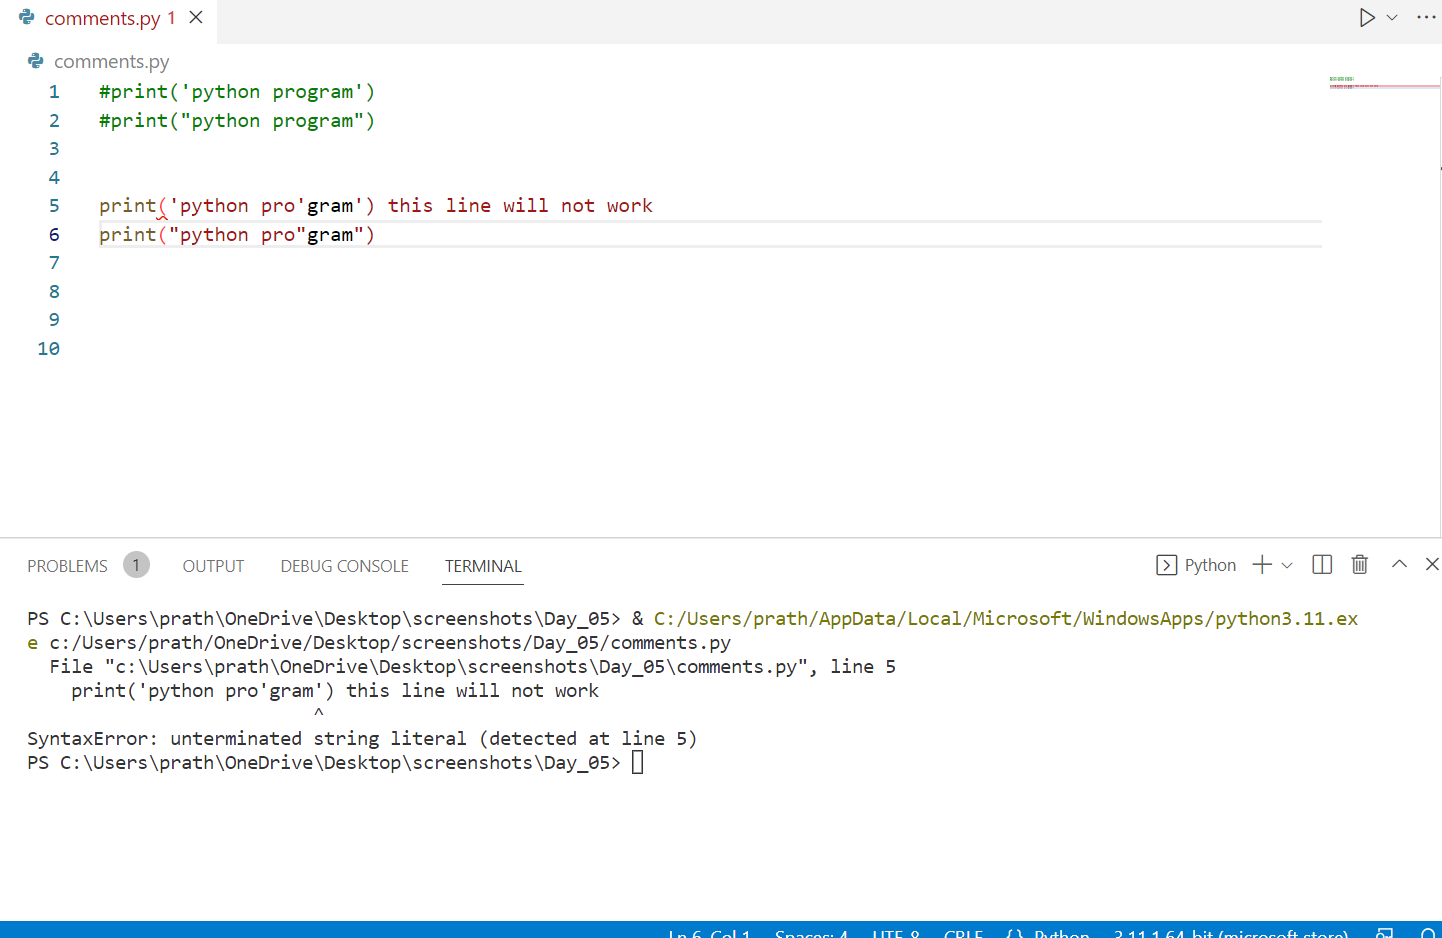 comments.py 1
comments.py
1 #print('python program')
2 #print("python program")
3
4
5 print('python pro'gram') this line will not work
6 print("python pro"gram")
7
8
9
10
PROBLEMS 1 OUTPUT DEBUG CONSOLE TERMINAL Python
PS C:\Users\prath\OneDrive\Desktop\screenshots\Day_05> & C:/Users/prath/AppData/Local/Microsoft/WindowsApps/python3.11.ex
e c:/Users/prath/OneDrive/Desktop/screenshots/Day_05/comments.py
File "c:\Users\prath\OneDrive\Desktop\screenshots\Day_05\comments.py", line 5
print('python pro'gram') this line will not work
^
SyntaxError: unterminated string literal (detected at line 5)
PS C:\Users\prath\OneDrive\Desktop\screenshots\Day_05>
Ln 6, Col 1 Spaces: 4 UTF-8 CRLF {} Python 3.11.1 64-bit (microsoft store)